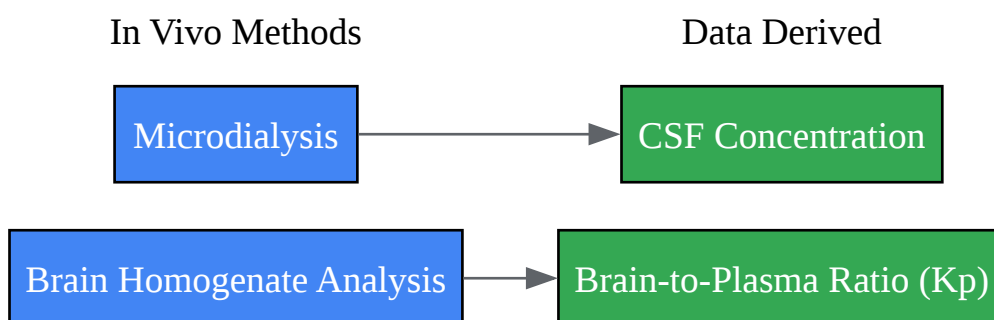 In Vivo Methods
Data Derived
Microdialysis
CSF Concentration
Brain Homogenate Analysis
Brain-to-Plasma Ratio (Kp)